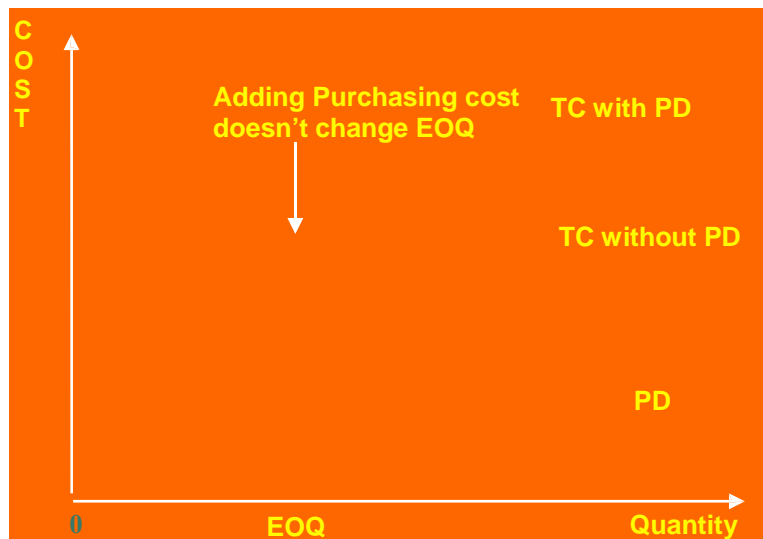 C
O
S
T
Adding Purchasing cost
doesn’t change EOQ
TC with PD
TC without PD
PD
0
EOQ
Quantity